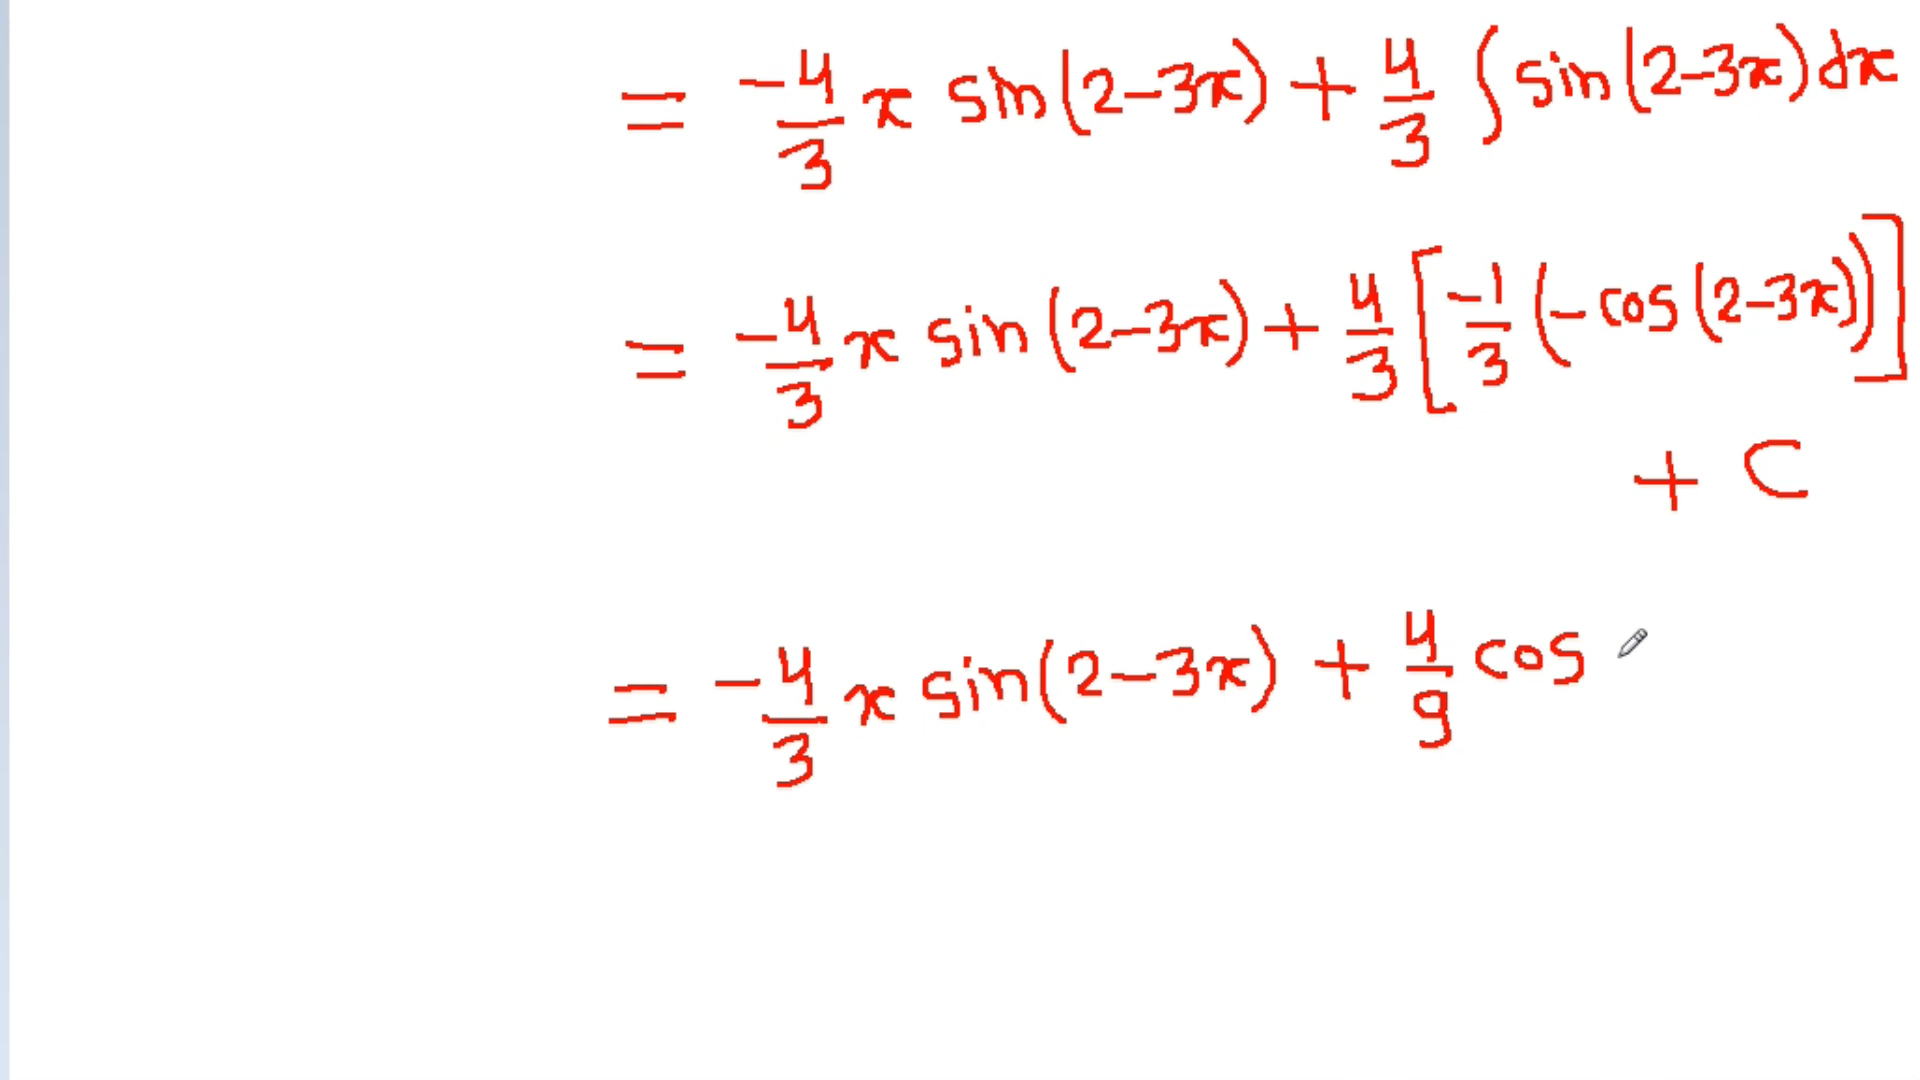 = -4/3 x sin(2-3x) + 4/3 ∫ sin(2-3x)dx
= -4/3 x sin(2-3x) + 4/3 [-1/3 (-cos(2-3x))]
+ C
= -4/3 x sin(2-3x) + 4/9 cos